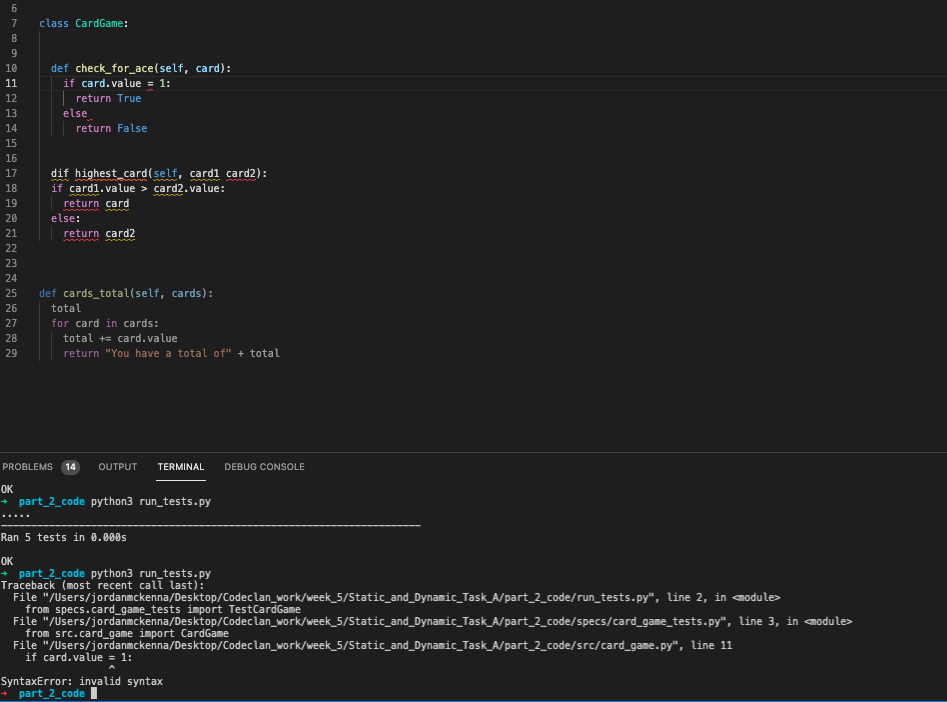 6
7 class CardGame:
8
9
10 def check_for_ace(self, card):
11 if card.value = 1:
12 return True
13 else
14 return False
15
16
17 dif highest_card(self, card1 card2):
18 if card1.value > card2.value:
19 return card
20 else:
21 return card2
22
23
24
25 def cards_total(self, cards):
26 total
27 for card in cards:
28 total += card.value
29 return "You have a total of" + total
PROBLEMS 14 OUTPUT TERMINAL DEBUG CONSOLE
OK
→ part_2_code python3 run_tests.py
.....
----------------------------------------------------------------------
Ran 5 tests in 0.000s
OK
→ part_2_code python3 run_tests.py
Traceback (most recent call last):
File "/Users/jordanmckenna/Desktop/Codeclan_work/week_5/Static_and_Dynamic_Task_A/part_2_code/run_tests.py", line 2, in <module>
from specs.card_game_tests import TestCardGame
File "/Users/jordanmckenna/Desktop/Codeclan_work/week_5/Static_and_Dynamic_Task_A/part_2_code/specs/card_game_tests.py", line 3, in <module>
from src.card_game import CardGame
File "/Users/jordanmckenna/Desktop/Codeclan_work/week_5/Static_and_Dynamic_Task_A/part_2_code/src/card_game.py", line 11
if card.value = 1:
^
SyntaxError: invalid syntax
→ part_2_code